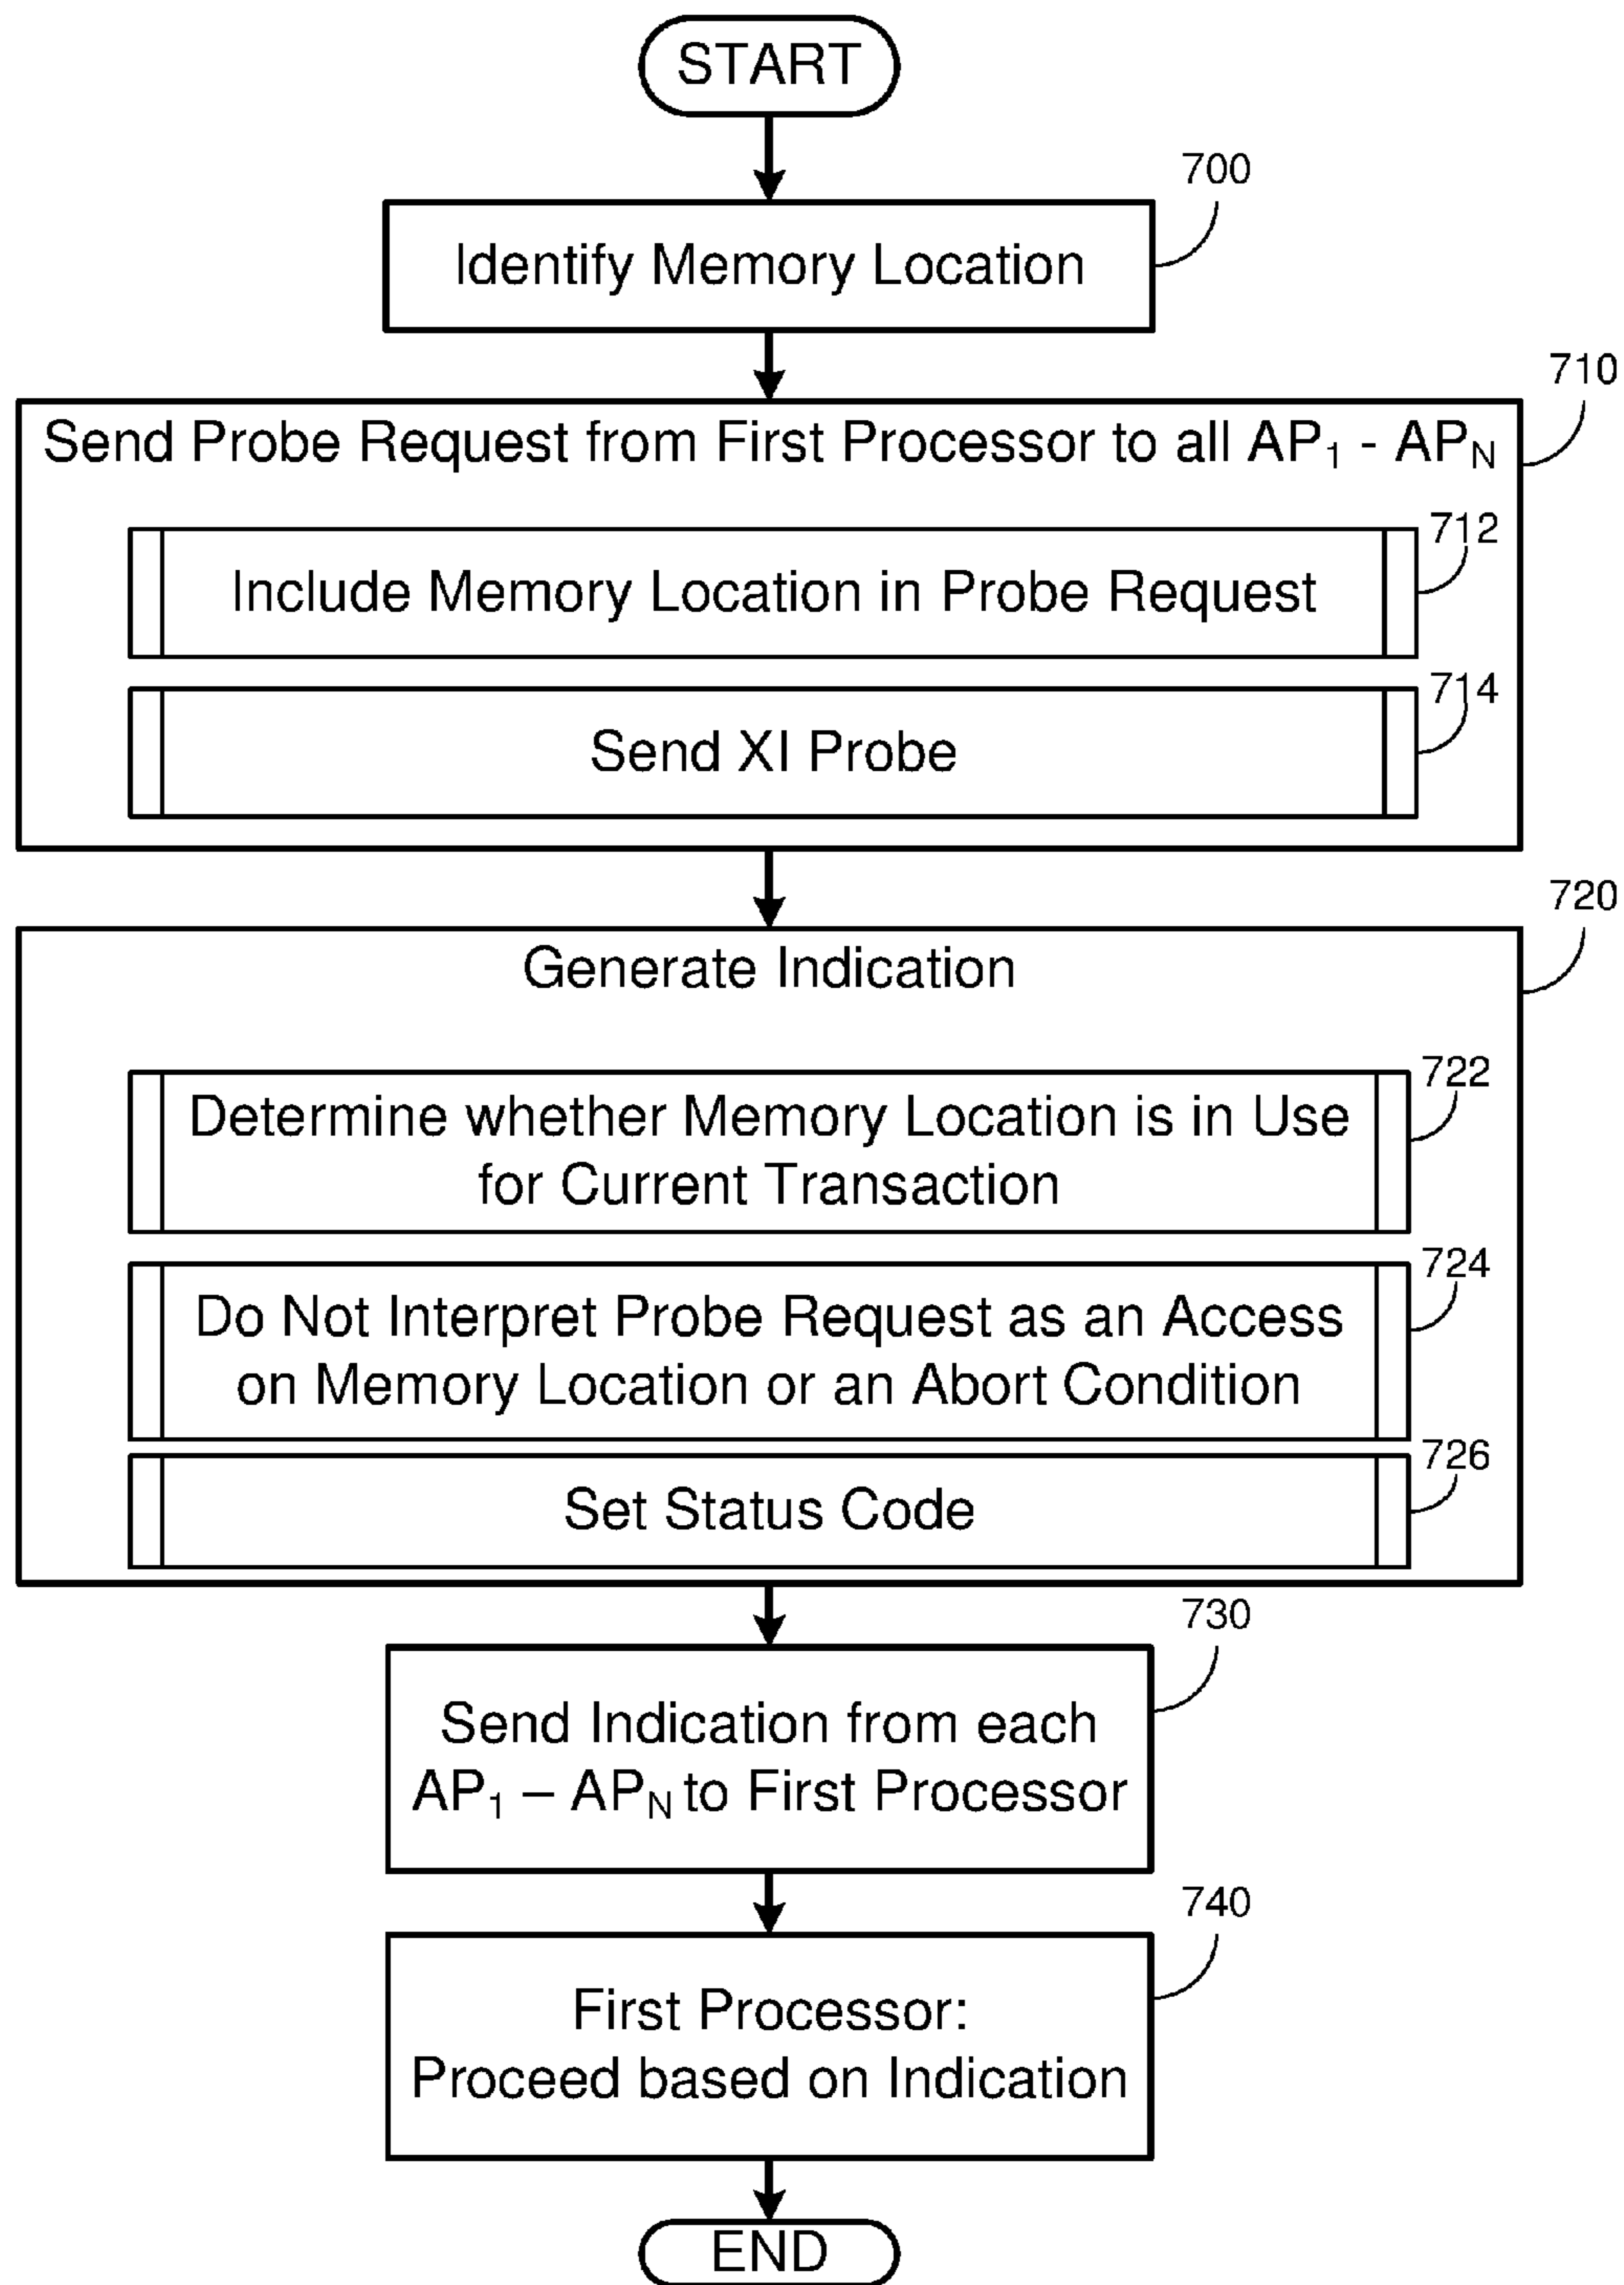 START
700
Identify Memory Location
710
Send Probe Request from First Processor to all AP₁ - AP_N
712
Include Memory Location in Probe Request
714
Send XI Probe
720
Generate Indication
722
Determine whether Memory Location is in Use
for Current Transaction
724
Do Not Interpret Probe Request as an Access
on Memory Location or an Abort Condition
726
Set Status Code
730
Send Indication from each
AP₁ – AP_N to First Processor
740
First Processor:
Proceed based on Indication
END